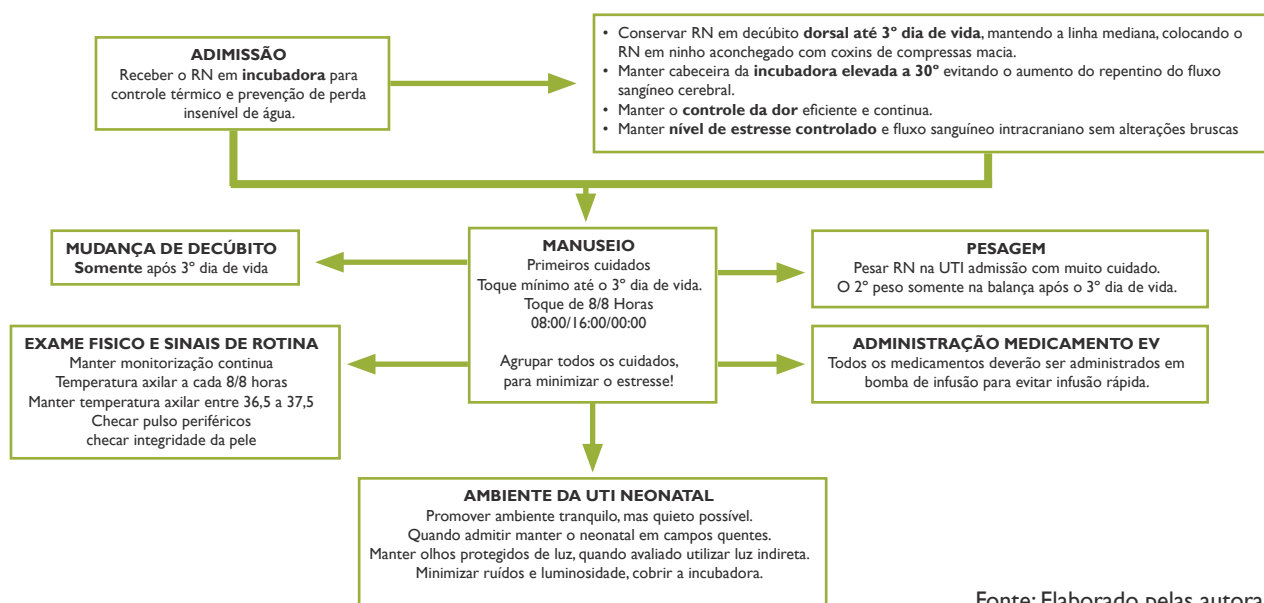 ADIMISSÃO
Receber o RN em incubadora para
controle térmico e prevenção de perda
insenível de água.
• Conservar RN em decúbito dorsal até 3º dia de vida, mantendo a linha mediana, colocando o
RN em ninho aconchegado com coxins de compressas macia.
• Manter cabeceira da incubadora elevada a 30º evitando o aumento do repentino do fluxo
sangíneo cerebral.
• Manter o controle da dor eficiente e continua.
• Manter nível de estresse controlado e fluxo sanguíneo intracraniano sem alterações bruscas
MUDANÇA DE DECÚBITO
Somente após 3º dia de vida
MANUSEIO
Primeiros cuidados
Toque mínimo até o 3º dia de vida.
Toque de 8/8 Horas
08:00/16:00/00:00
Agrupar todos os cuidados,
para minimizar o estresse!
PESAGEM
Pesar RN na UTI admissão com muito cuidado.
O 2º peso somente na balança após o 3º dia de vida.
EXAME FISICO E SINAIS DE ROTINA
Manter monitorização continua
Temperatura axilar a cada 8/8 horas
Manter temperatura axilar entre 36,5 a 37,5
Checar pulso periféricos
checar integridade da pele
ADMINISTRAÇÃO MEDICAMENTO EV
Todos os medicamentos deverão ser administrados em
bomba de infusão para evitar infusão rápida.
AMBIENTE DA UTI NEONATAL
Promover ambiente tranquilo, mas quieto possível.
Quando admitir manter o neonatal em campos quentes.
Manter olhos protegidos de luz, quando avaliado utilizar luz indireta.
Minimizar ruídos e luminosidade, cobrir a incubadora.
Fonte: Elaborado pelas autora